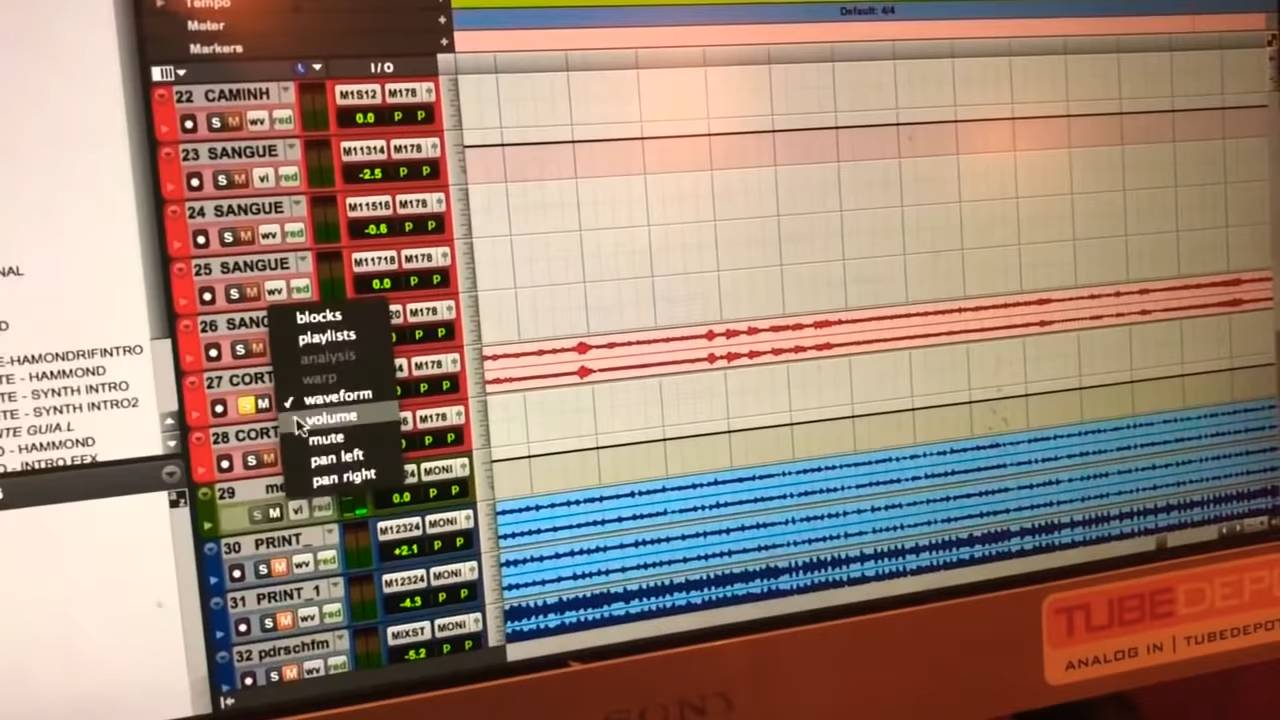 Tempo
Default: 4/4
Meter
Markers
I/O
22 CAMINH
M1S12 M178
S M wv red
0.0 P P
23 SANGUE
M11314 M178
S M vl red
-2.5 P P
24 SANGUE
M11516 M178
S M wv red
-0.6 P P
25 SANGUE
M11718 M178
S M wv red
0.0 P P
26 SANG
M178
S M
P P
27 CORT
M178
S M
P P
28 CORT
M178
S M
P P
blocks
playlists
analysis
warp
waveform
volume
mute
pan left
pan right
29 me
MONI
S M vl red
0.0 P P
30 PRINT_
M12324 MONI
S M wv red
+2.1 P P
31 PRINT_1
M12324 MONI
S M wv red
-4.3 P P
32 pdrschfm
MIXST MONI
S M wv red
-5.2 P P
NAL
E-HAMONDRIFINTRO
TE - HAMMOND
TE - SYNTH INTRO
TE - SYNTH INTRO2
NTE GUIA.L
O - HAMMOND
O - INTRO EFX
SONY
TUBEDEPO
ANALOG IN | TUBEDEPOT